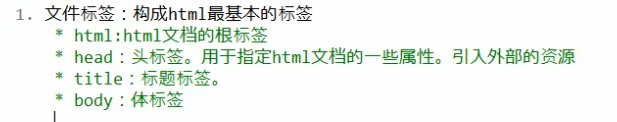 1. 文件标签：构成html最基本的标签
* html:html文档的根标签
* head：头标签。用于指定html文档的一些属性。引入外部的资源
* title：标题标签。
* body：体标签